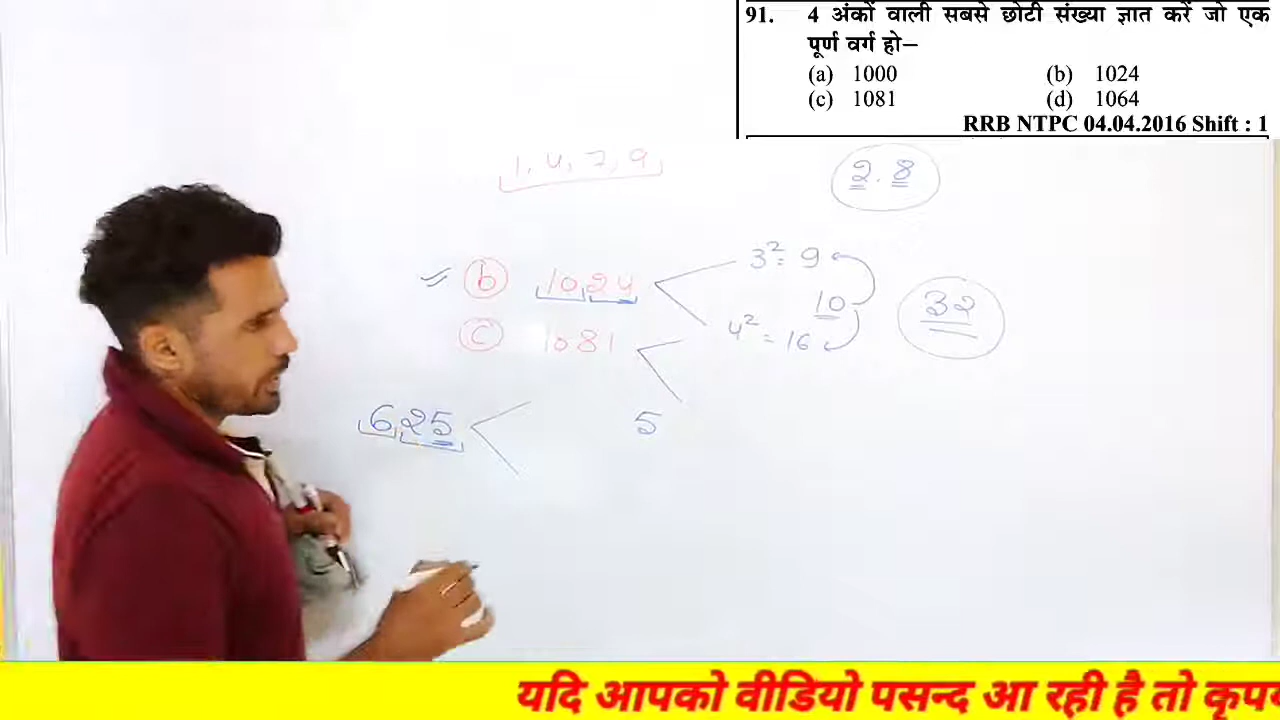 91. 4 अंकों वाली सबसे छोटी संख्या ज्ञात करें जो एक
पूर्ण वर्ग हो–
(a) 1000 (b) 1024
(c) 1081 (d) 1064
RRB NTPC 04.04.2016 Shift : 1
1, 4, 7, 9
2. 8
b 1024
3² = 9
10
4² = 16
32
c 1081
625
5
यदि आपको वीडियो पसन्द आ रही है तो